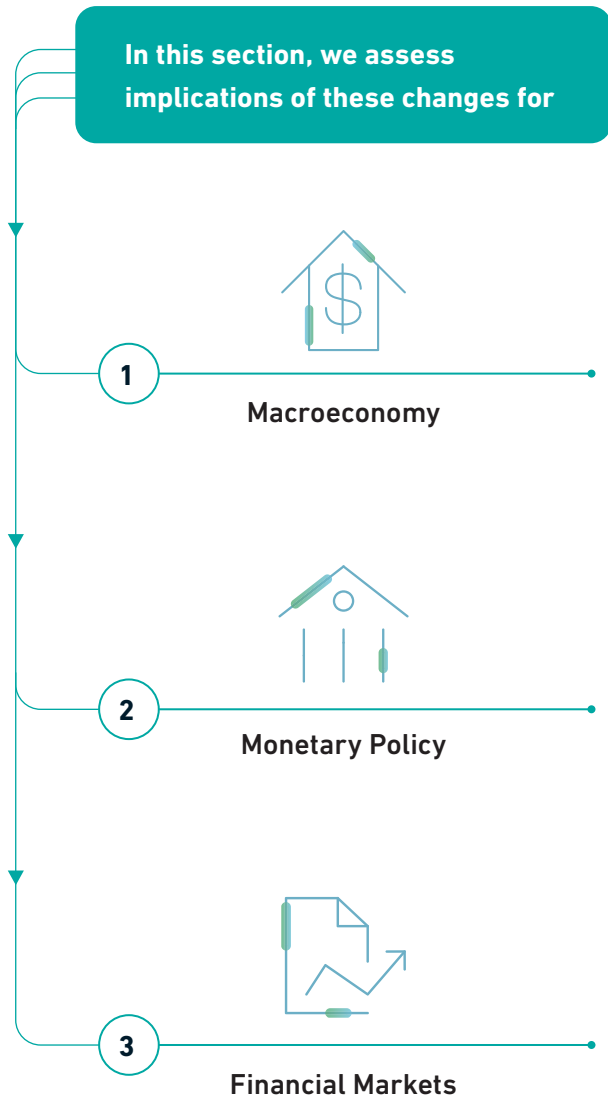 In this section, we assess
implications of these changes for
$
1
Macroeconomy
2
Monetary Policy
3
Financial Markets